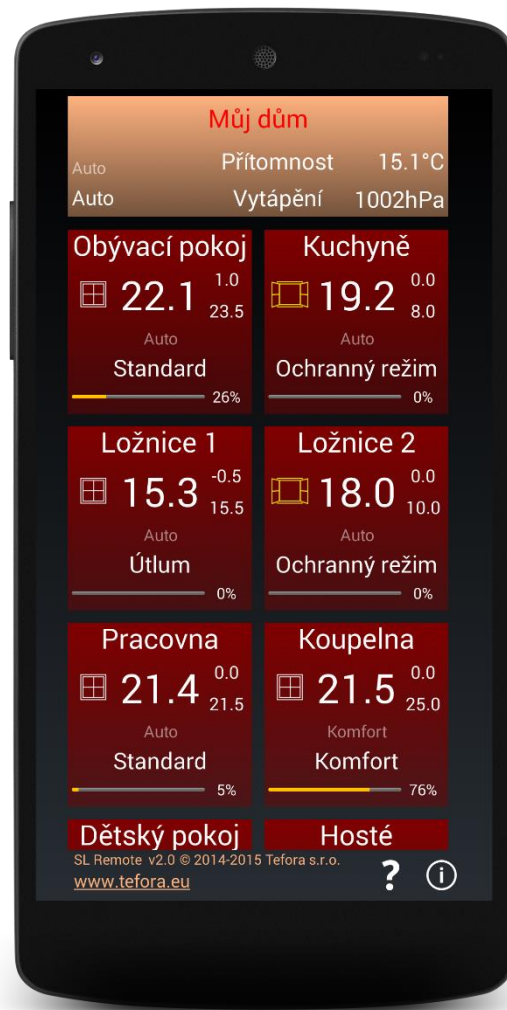 Můj dům
Auto Přítomnost 15.1°C
Auto Vytápění 1002hPa
Obývací pokoj
22.1 1.0
23.5
Auto
Standard
26%
Kuchyně
19.2 0.0
8.0
Auto
Ochranný režim
0%
Ložnice 1
15.3 -0.5
15.5
Auto
Útlum
0%
Ložnice 2
18.0 0.0
10.0
Auto
Ochranný režim
0%
Pracovna
21.4 0.0
21.5
Auto
Standard
5%
Koupelna
21.5 0.0
25.0
Komfort
Komfort
76%
Dětský pokoj
Hosté
SL Remote v2.0 © 2014-2015 Tefora s.r.o.
www.tefora.eu
?
i